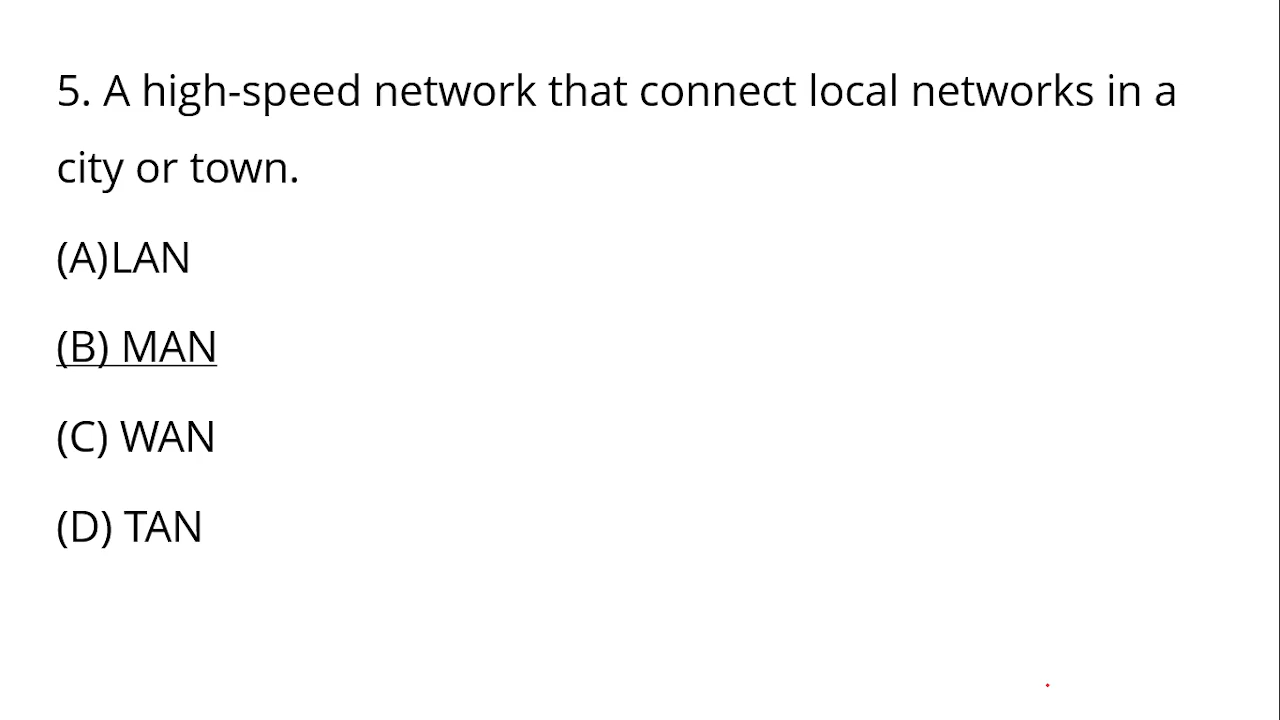 5. A high-speed network that connect local networks in a
city or town.
(A)LAN
(B) MAN
(C) WAN
(D) TAN